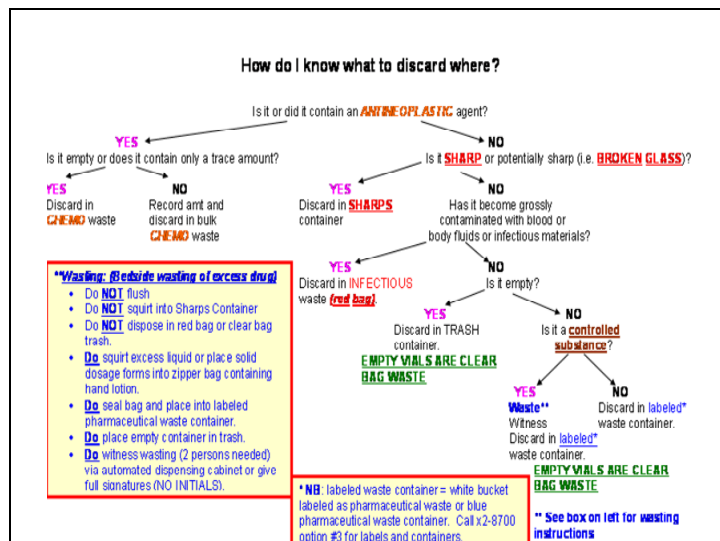 How do I know what to discard where?
Is it or did it contain an ANTINEOPLASTIC agent?
YES
Is it empty or does it contain only a trace amount?
YES
Discard in
CHEMO waste
NO
Record amt and
discard in bulk
CHEMO waste
NO
Is it SHARP or potentially sharp (i.e. BROKEN GLASS)?
YES
Discard in SHARPS
container
NO
Has it become grossly
contaminated with blood or
body fluids or infectious materials?
YES
Discard in INFECTIOUS
waste (red bag).
NO
Is it empty?
YES
Discard in TRASH
container.
EMPTY VIALS ARE CLEAR
BAG WASTE
NO
Is it a controlled
substance?
YES
Waste**
Witness
Discard in labeled*
waste container.
EMPTY VIALS ARE CLEAR
BAG WASTE
NO
Discard in labeled*
waste container.
**Wasting: (Bedside wasting of excess drug)
• Do NOT flush
• Do NOT squirt into Sharps Container
• Do NOT dispose in red bag or clear bag
trash.
• Do squirt excess liquid or place solid
dosage forms into zipper bag containing
hand lotion.
• Do seal bag and place into labeled
pharmaceutical waste container.
• Do place empty container in trash.
• Do witness wasting (2 persons needed)
via automated dispensing cabinet or give
full signatures (NO INITIALS).
* NB: labeled waste container = white bucket
labeled as pharmaceutical waste or blue
pharmaceutical waste container. Call x2-8700
option #3 for labels and containers.
** See box on left for wasting
instructions